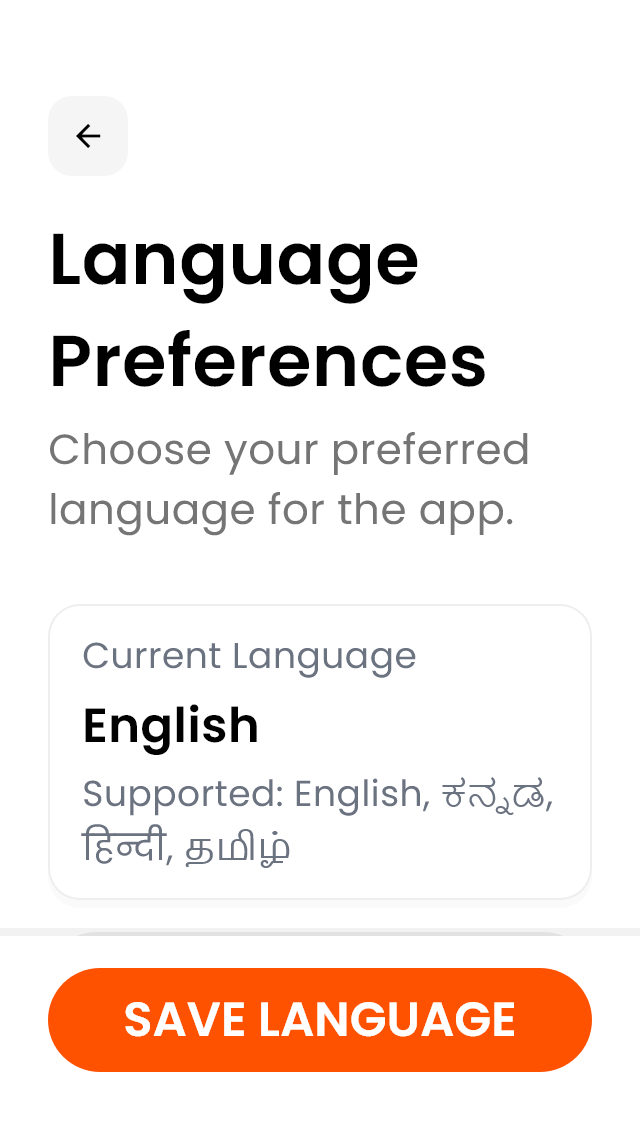 Language
Preferences
Choose your preferred
language for the app.
Current Language
English
Supported: English, ಕನ್ನಡ,
हिन्दी, தமிழ்
SAVE LANGUAGE